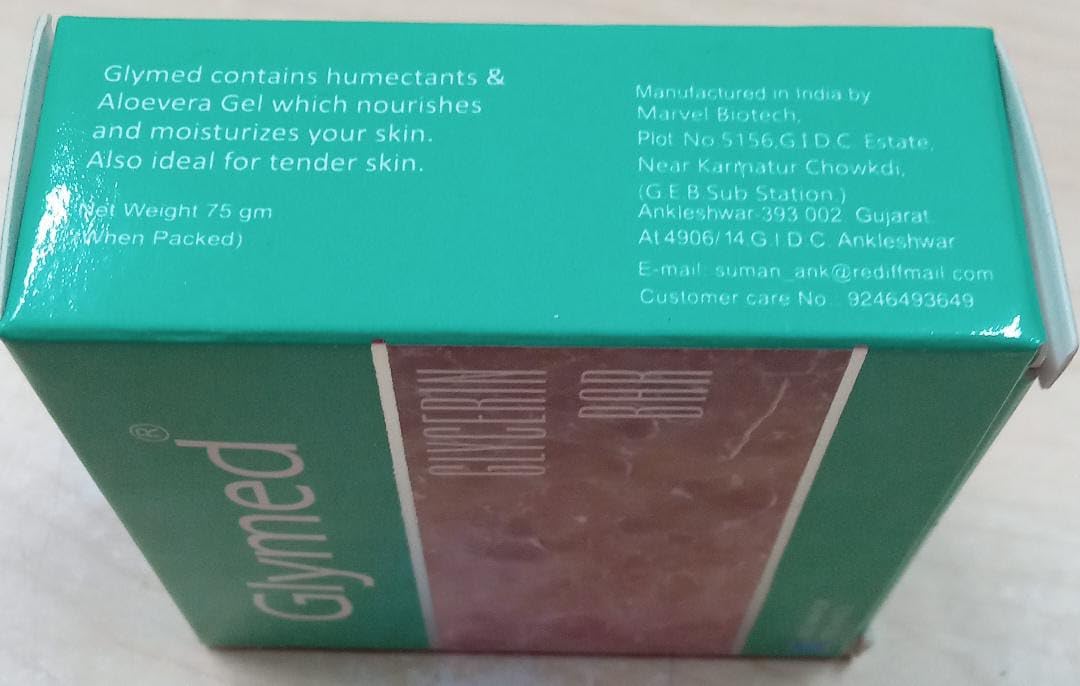 Glymed contains humectants &
Aloevera Gel which nourishes
and moisturizes your skin.
Also ideal for tender skin.
Net Weight 75 gm
(When Packed)
Manufactured in India by
Marvel Biotech,
Plot No.5156,G.I.D.C. Estate,
Near Karmatur Chowkdi,
(G.E.B.Sub Station.)
Ankleshwar-393 002. Gujarat.
At 4906/14 G.I.D.C. Ankleshwar
E-mail: suman_ank@rediffmail.com
Customer care No.: 9246493649
Glymed®
GLYCERIN
BAR